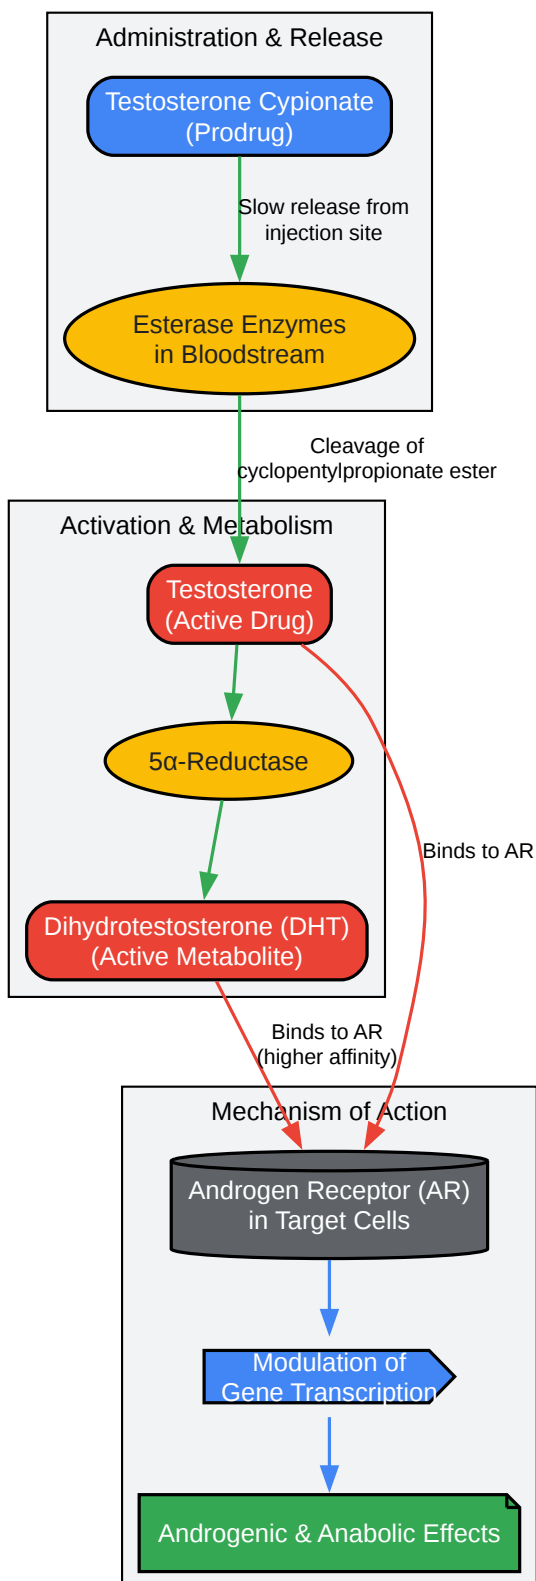 Administration & Release
Testosterone Cypionate
(Prodrug)
Slow release from
injection site
Esterase Enzymes
in Bloodstream
Cleavage of
cyclopentylpropionate ester
Activation & Metabolism
Testosterone
(Active Drug)
5α-Reductase
Binds to AR
Dihydrotestosterone (DHT)
(Active Metabolite)
Binds to AR
(higher affinity)
Mechanism of Action
Androgen Receptor (AR)
in Target Cells
Modulation of
Gene Transcription
Androgenic & Anabolic Effects